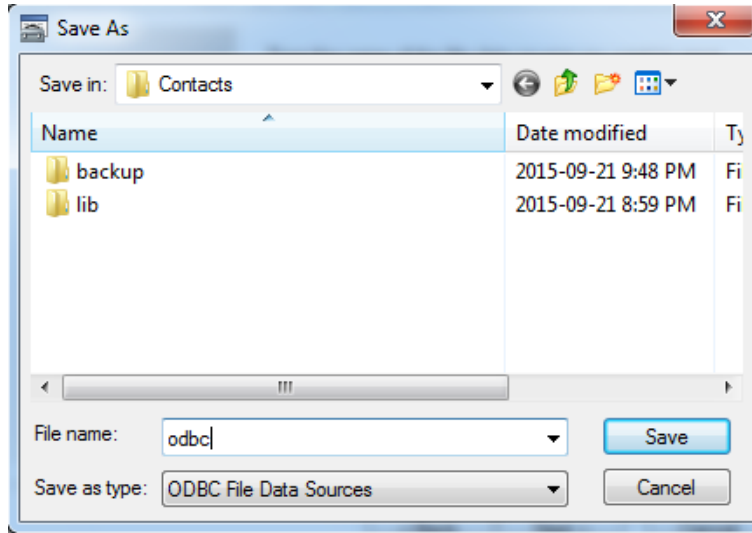 Save As
Save in: Contacts
Name Date modified Ty
backup 2015-09-21 9:48 PM Fi
lib 2015-09-21 8:59 PM Fi
File name: odbc Save
Save as type: ODBC File Data Sources Cancel